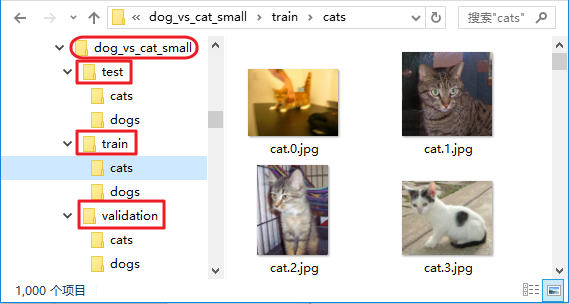 « dog_vs_cat_small > train > cats
搜索"cats"
dog_vs_cat_small
test
cats
dogs
train
cats
dogs
validation
cats
dogs
cat.0.jpg
cat.1.jpg
cat.2.jpg
cat.3.jpg
1,000 个项目